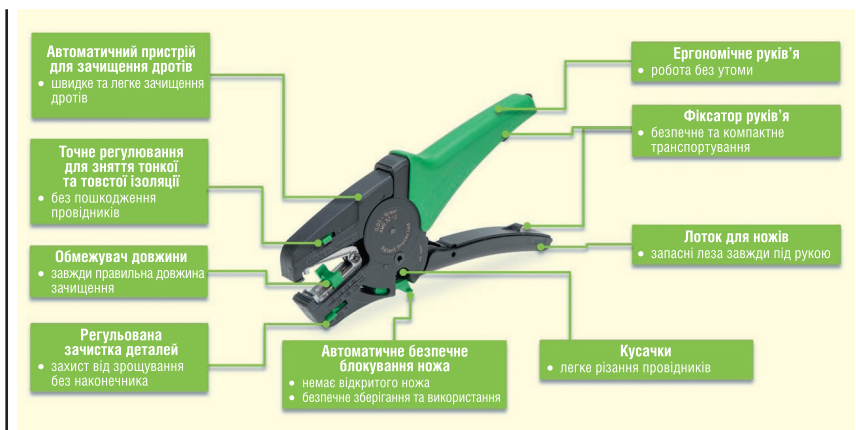 Автоматичний пристрій
для зачищення дротів
• швидке та легке зачищення
дротів
Точне регулювання
для зняття тонкої
та товстої ізоляції
• без пошкодження
провідників
Обмежувач довжини
• завжди правильна довжина
зачищення
Регульована
зачистка деталей
• захист від зрощування
без наконечника
Автоматичне безпечне
блокування ножа
• немає відкритого ножа
• безпечне зберігання та використання
Кусачки
• легке різання провідників
Ергономічне руків’я
• робота без утоми
Фіксатор руків’я
• безпечне та компактне
транспортування
Лоток для ножів
• запасні леза завжди під рукою